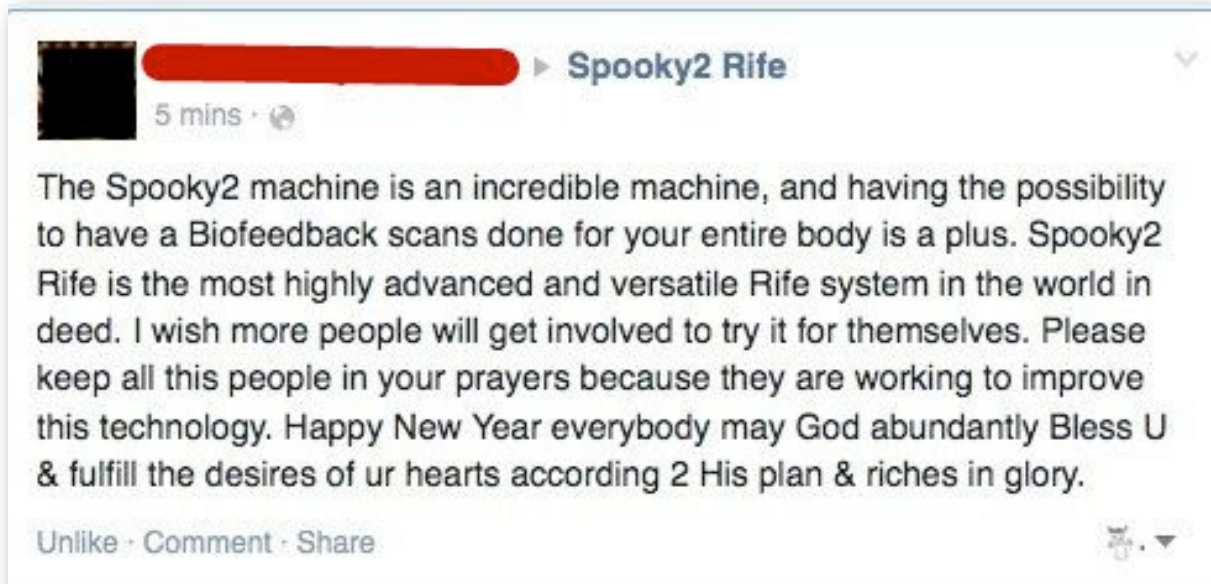 Spooky2 Rife
5 mins ·
The Spooky2 machine is an incredible machine, and having the possibility
to have a Biofeedback scans done for your entire body is a plus. Spooky2
Rife is the most highly advanced and versatile Rife system in the world in
deed. I wish more people will get involved to try it for themselves. Please
keep all this people in your prayers because they are working to improve
this technology. Happy New Year everybody may God abundantly Bless U
& fulfill the desires of ur hearts according 2 His plan & riches in glory.
Unlike · Comment · Share